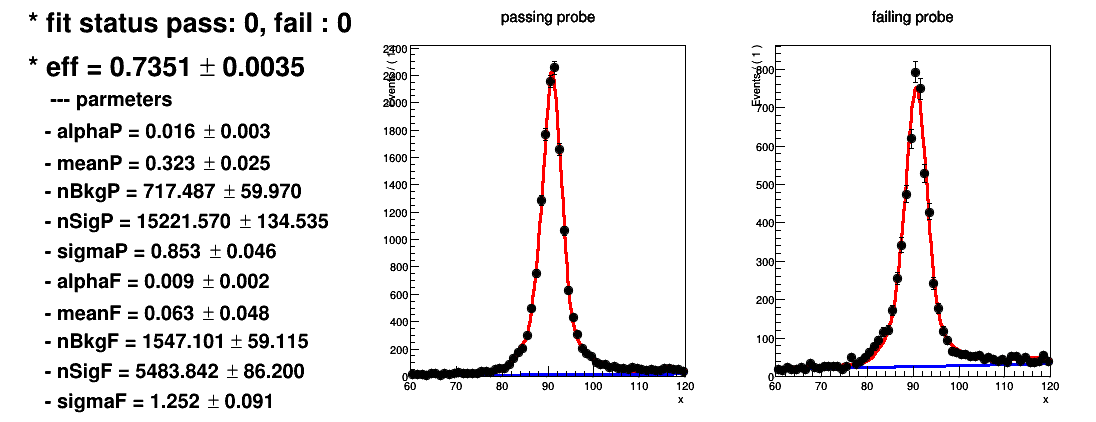 * fit status pass: 0, fail : 0
* eff = 0.7351 ± 0.0035
--- parmeters
- alphaP = 0.016 ± 0.003
- meanP = 0.323 ± 0.025
- nBkgP = 717.487 ± 59.970
- nSigP = 15221.570 ± 134.535
- sigmaP = 0.853 ± 0.046
- alphaF = 0.009 ± 0.002
- meanF = 0.063 ± 0.048
- nBkgF = 1547.101 ± 59.115
- nSigF = 5483.842 ± 86.200
- sigmaF = 1.252 ± 0.091
passing probe
Events / ( 1 )
2400
2200
2000
1800
1600
1400
1200
1000
800
600
400
200
0
60 70 80 90 100 110 120
x
failing probe
Events / ( 1 )
800
700
600
500
400
300
200
100
0
60 70 80 90 100 110 120
x